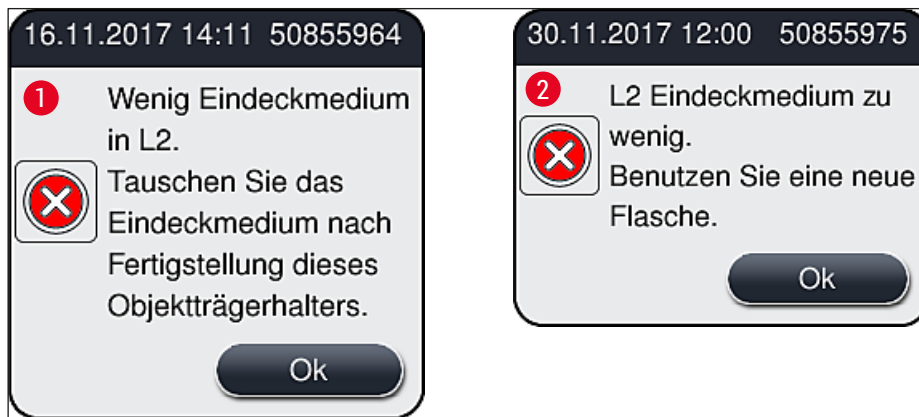 16.11.2017 14:11 50855964
1
Wenig Eindeckmedium
in L2.
Tauschen Sie das
Eindeckmedium nach
Fertigstellung dieses
Objektträgerhalters.
Ok
30.11.2017 12:00 50855975
2
L2 Eindeckmedium zu
wenig.
Benutzen Sie eine neue
Flasche.
Ok